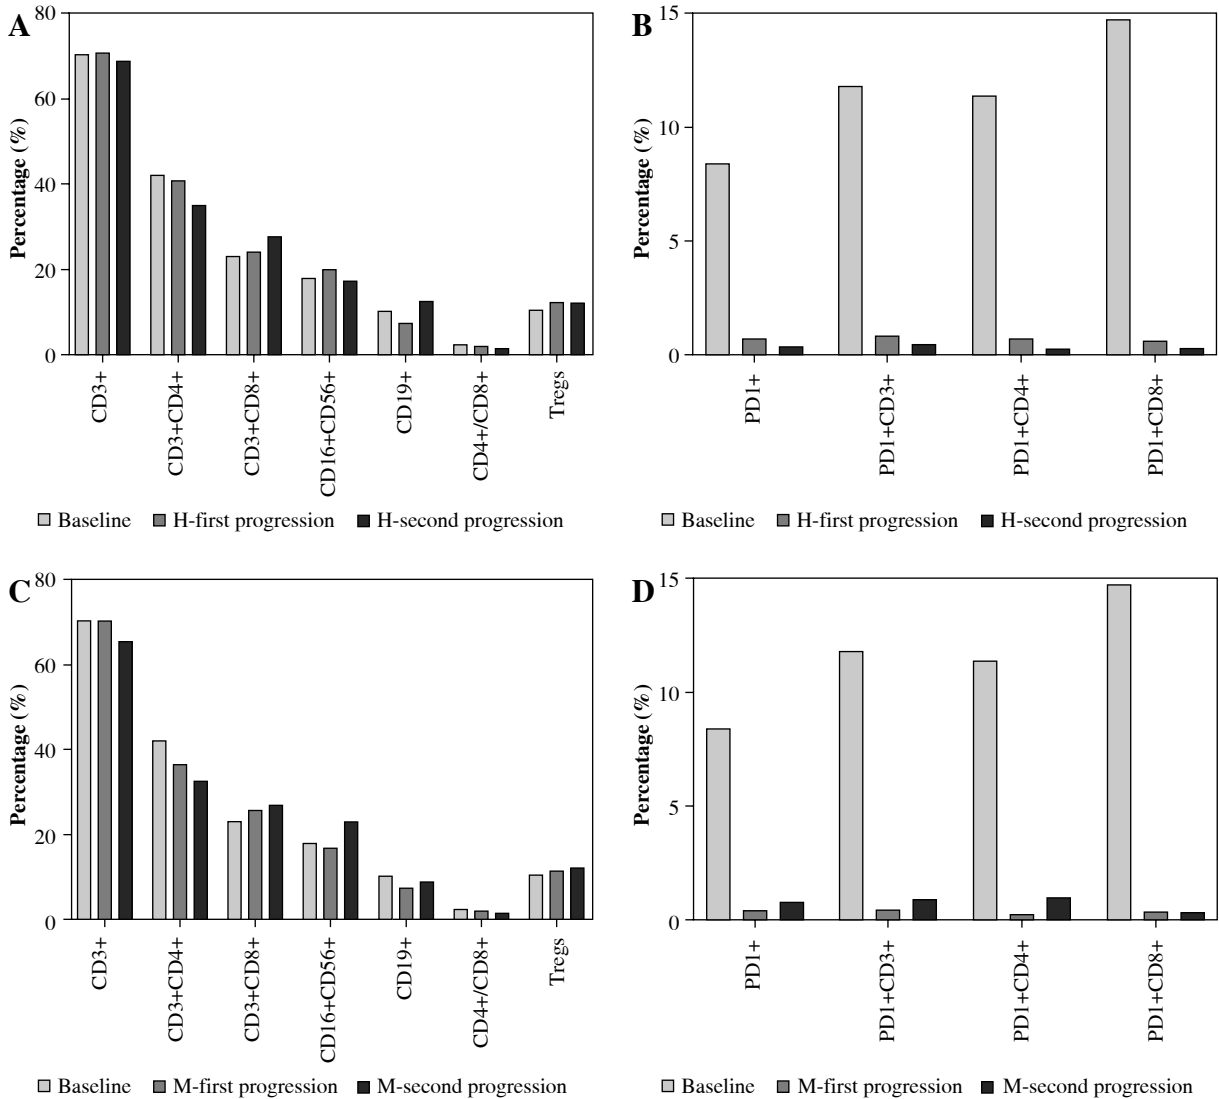 A
Percentage (%)
80
60
40
20
0
CD3+
CD3+CD4+
CD3+CD8+
CD16+CD56+
CD19+
CD4+/CD8+
Tregs
Baseline H-first progression H-second progression
B
Percentage (%)
15
10
5
0
PD1+
PD1+CD3+
PD1+CD4+
PD1+CD8+
Baseline H-first progression H-second progression
C
Percentage (%)
80
60
40
20
0
CD3+
CD3+CD4+
CD3+CD8+
CD16+CD56+
CD19+
CD4+/CD8+
Tregs
Baseline M-first progression M-second progression
D
Percentage (%)
15
10
5
0
PD1+
PD1+CD3+
PD1+CD4+
PD1+CD8+
Baseline M-first progression M-second progression